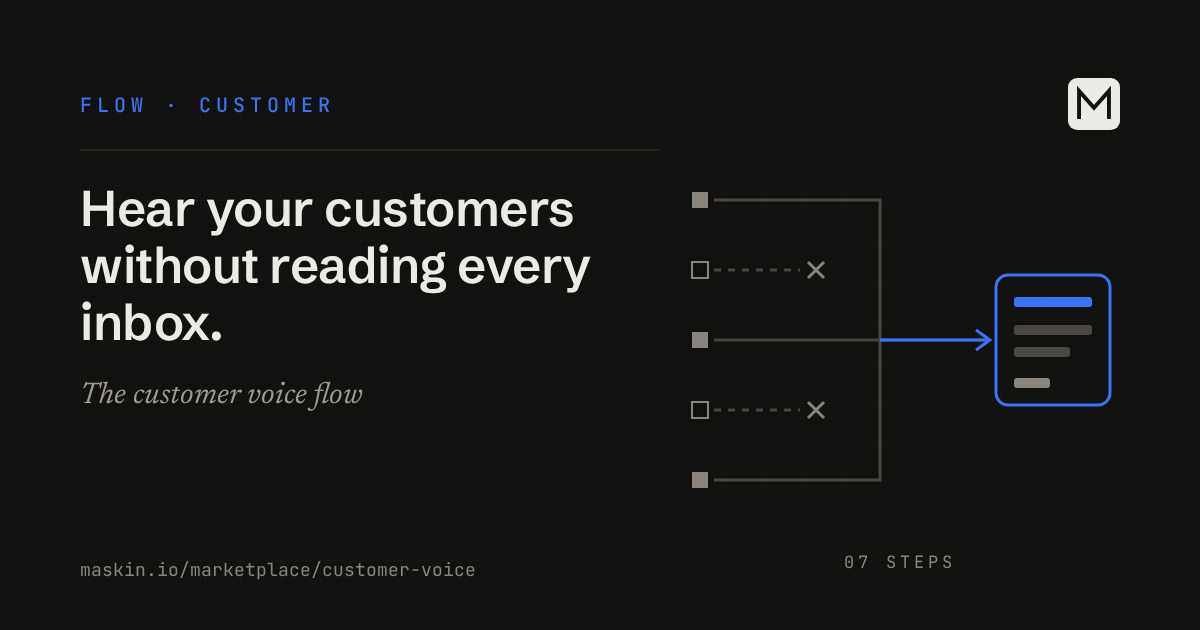 FLOW · CUSTOMER
M
Hear your customers
without reading every
inbox.
The customer voice flow
maskin.io/marketplace/customer-voice
07 STEPS